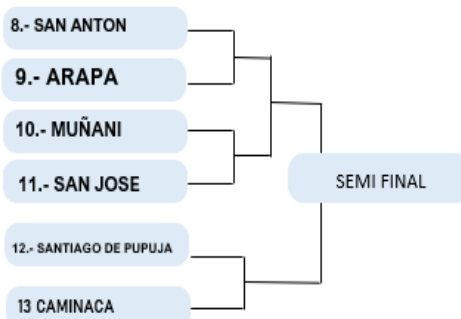 8.- SAN ANTON
9.- ARAPA
10.- MUÑANI
11.- SAN JOSE
SEMI FINAL
12.- SANTIAGO DE PUPUJA
13 CAMINACA